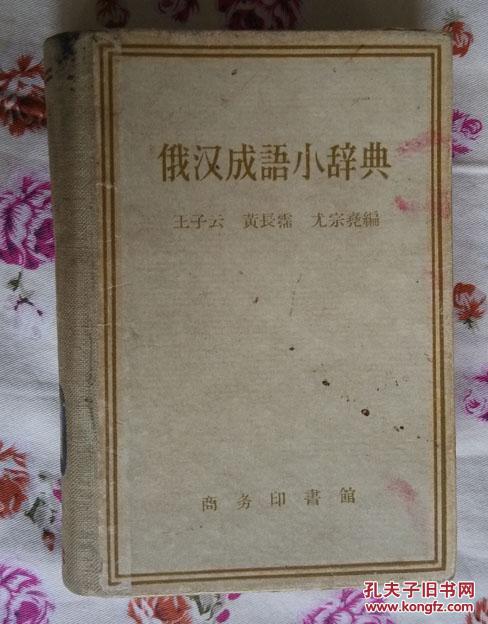 俄汉成語小辞典
王子云 黃長霈 尤宗堯編
商务印書館
孔夫子旧书网
www.kongfz.com